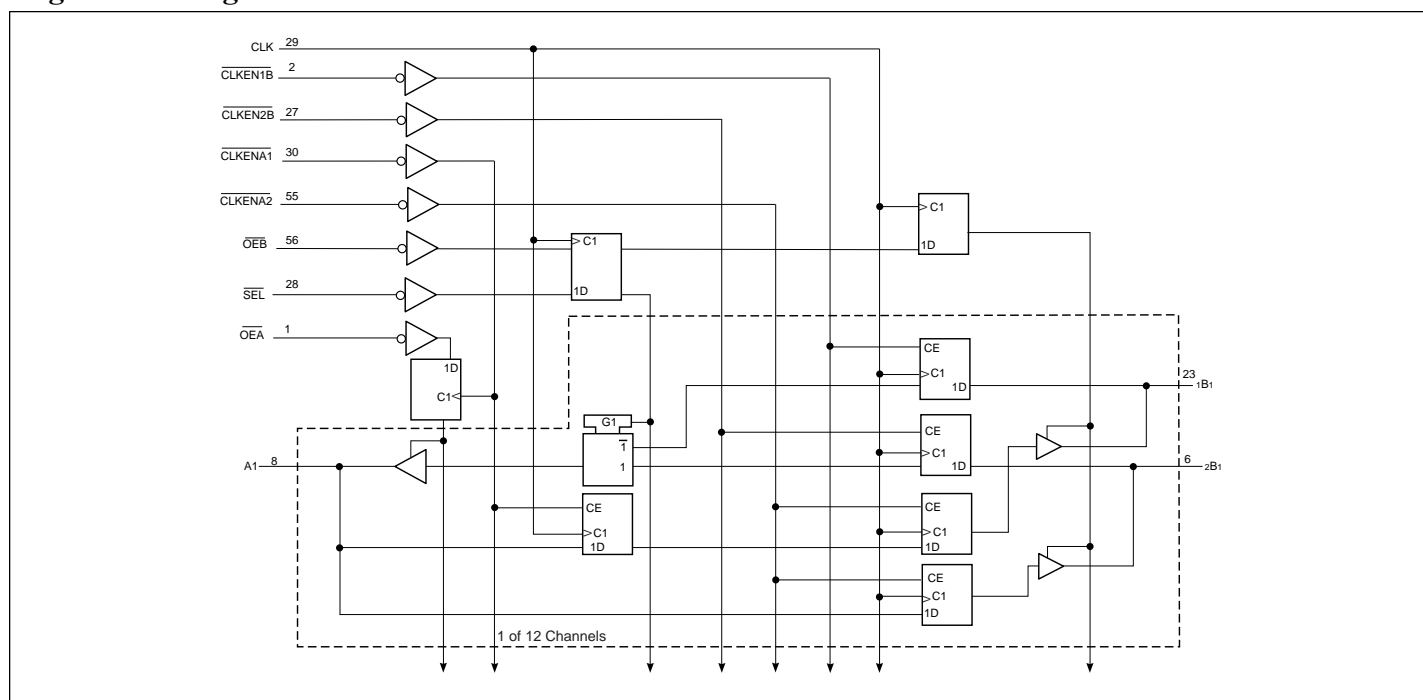 CLK 29
CLKEN1B 2
CLKEN2B 27
CLKENA1 30
CLKENA2 55
C1
OEB 56
C1
1D
SEL 28
1D
OEA 1
1D
CE
C1
C1
23
1B1
1D
G1
CE
1
C1
A1 8
1
1D
6
2B1
CE
CE
C1
C1
1D
1D
CE
C1
1D
1 of 12 Channels